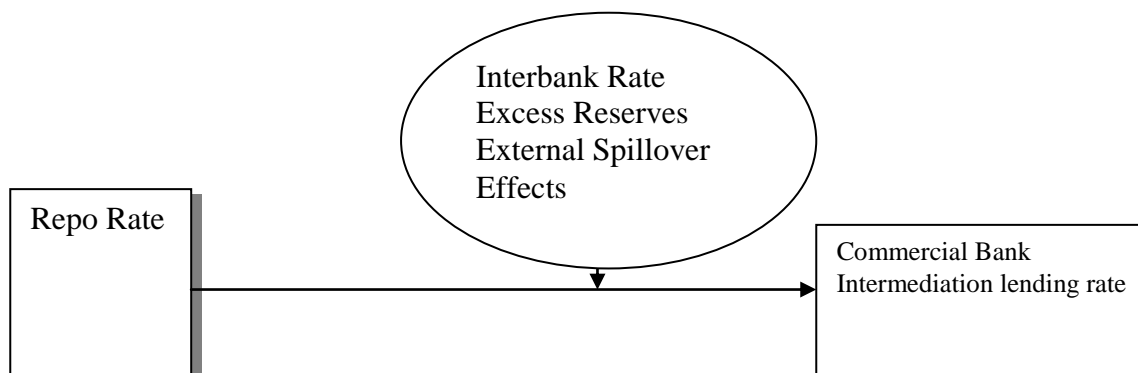 Interbank Rate
Excess Reserves
External Spillover
Effects
Repo Rate
Commercial Bank
Intermediation lending rate